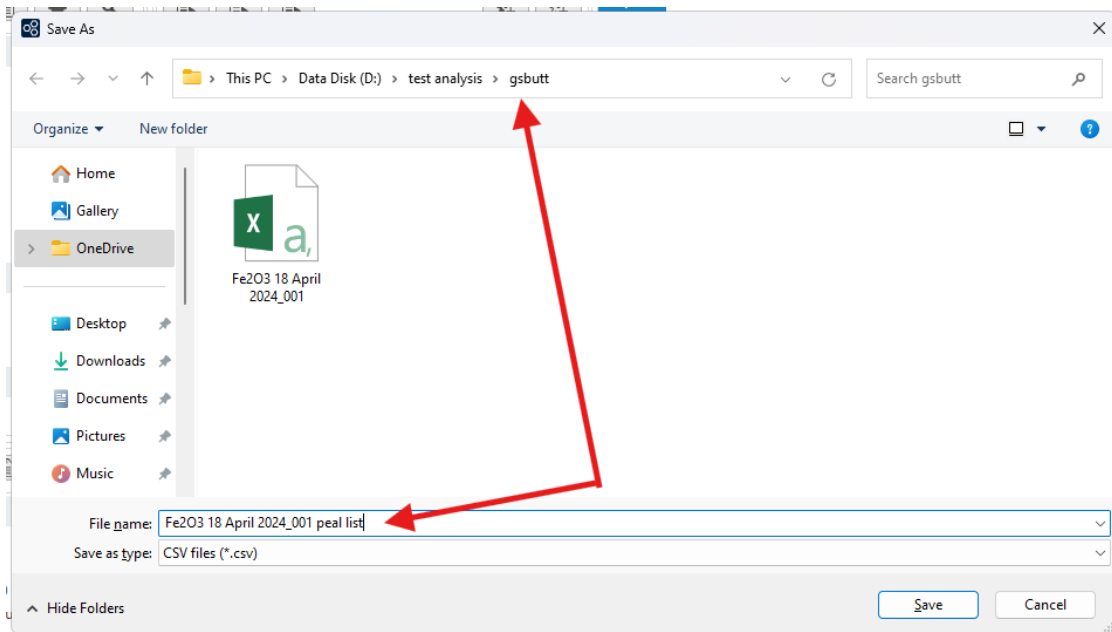 Save As
This PC > Data Disk (D:) > test analysis > gsbutt
Search gsbutt
Organize
New folder
Home
Gallery
OneDrive
Desktop
Downloads
Documents
Pictures
Music
Fe2O3 18 April
2024_001
File name: Fe2O3 18 April 2024_001 peal list
Save as type: CSV files (*.csv)
Hide Folders
Save
Cancel